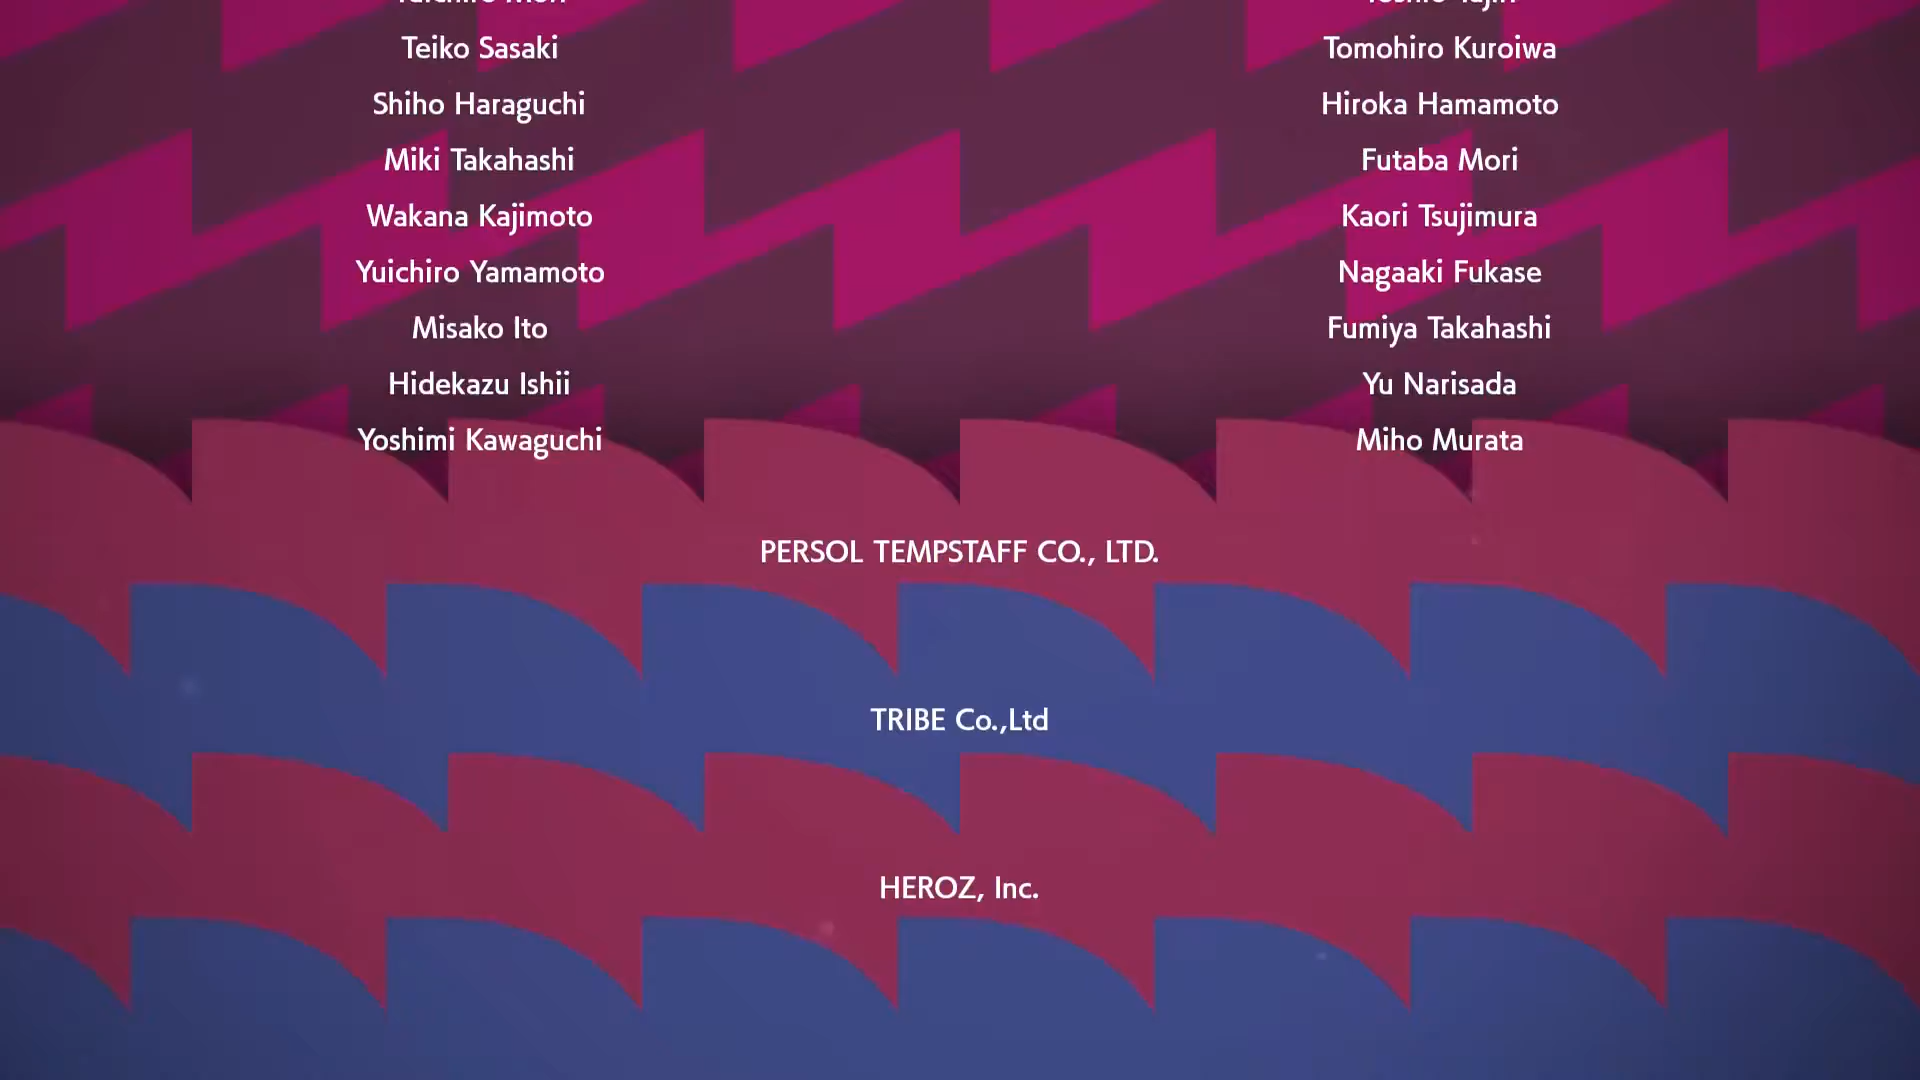 Teiko Sasaki
Tomohiro Kuroiwa
Shiho Haraguchi
Hiroka Hamamoto
Miki Takahashi
Futaba Mori
Wakana Kajimoto
Kaori Tsujimura
Yuichiro Yamamoto
Nagaaki Fukase
Misako Ito
Fumiya Takahashi
Hidekazu Ishii
Yu Narisada
Yoshimi Kawaguchi
Miho Murata
PERSOL TEMPSTAFF CO., LTD.
TRIBE Co.,Ltd
HEROZ, Inc.